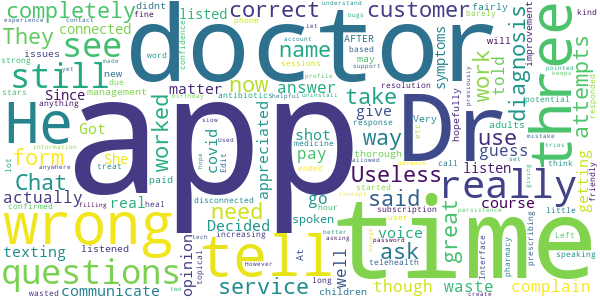 completely
correct
customer
doctor
They
connected
didnt
fine
listed
contact
word
phone
barely
understand
bugs
kind
see
name
issues
strong
still
Since
matter
now
answer
take
give
symptoms
diagnosis
work
told
attempts
three
improvement
responded
app
Dr
He
worked
Got
She
form
Chat
actually
real
covid
shot
pay
appreciated
way
Useless
said
use
guess
listen
course
really
getting
friendly
adults
thorough
wrong
need
Decided
go
spoken
voice
ask
great
time
texting
listened
opinion
well
questions
tell
service
though
waste
complain
communicate
wasted
children
telehealth
pharmacy
speaking
prescribing
persistence
subscription
disconnected
increasing
However
topical
antibiotics
management
information
filling
confirmed
anywhere
anything
birthday
medicine
resolution
response
sessions
account
profile
support
uninstall
confidence
previously
hopefully
potential
pointed
keeps
mistake
tries
think
giving
allowed
started
password
asking
better
Interface
create
little
Left
Very
AFTER
based
may
will
fairly
experience
stars
new
due
made
paid
lot
treat
heal
ended
hour
slow
Used
Edit
hope
tech
At
long
two
user
call
set
etc